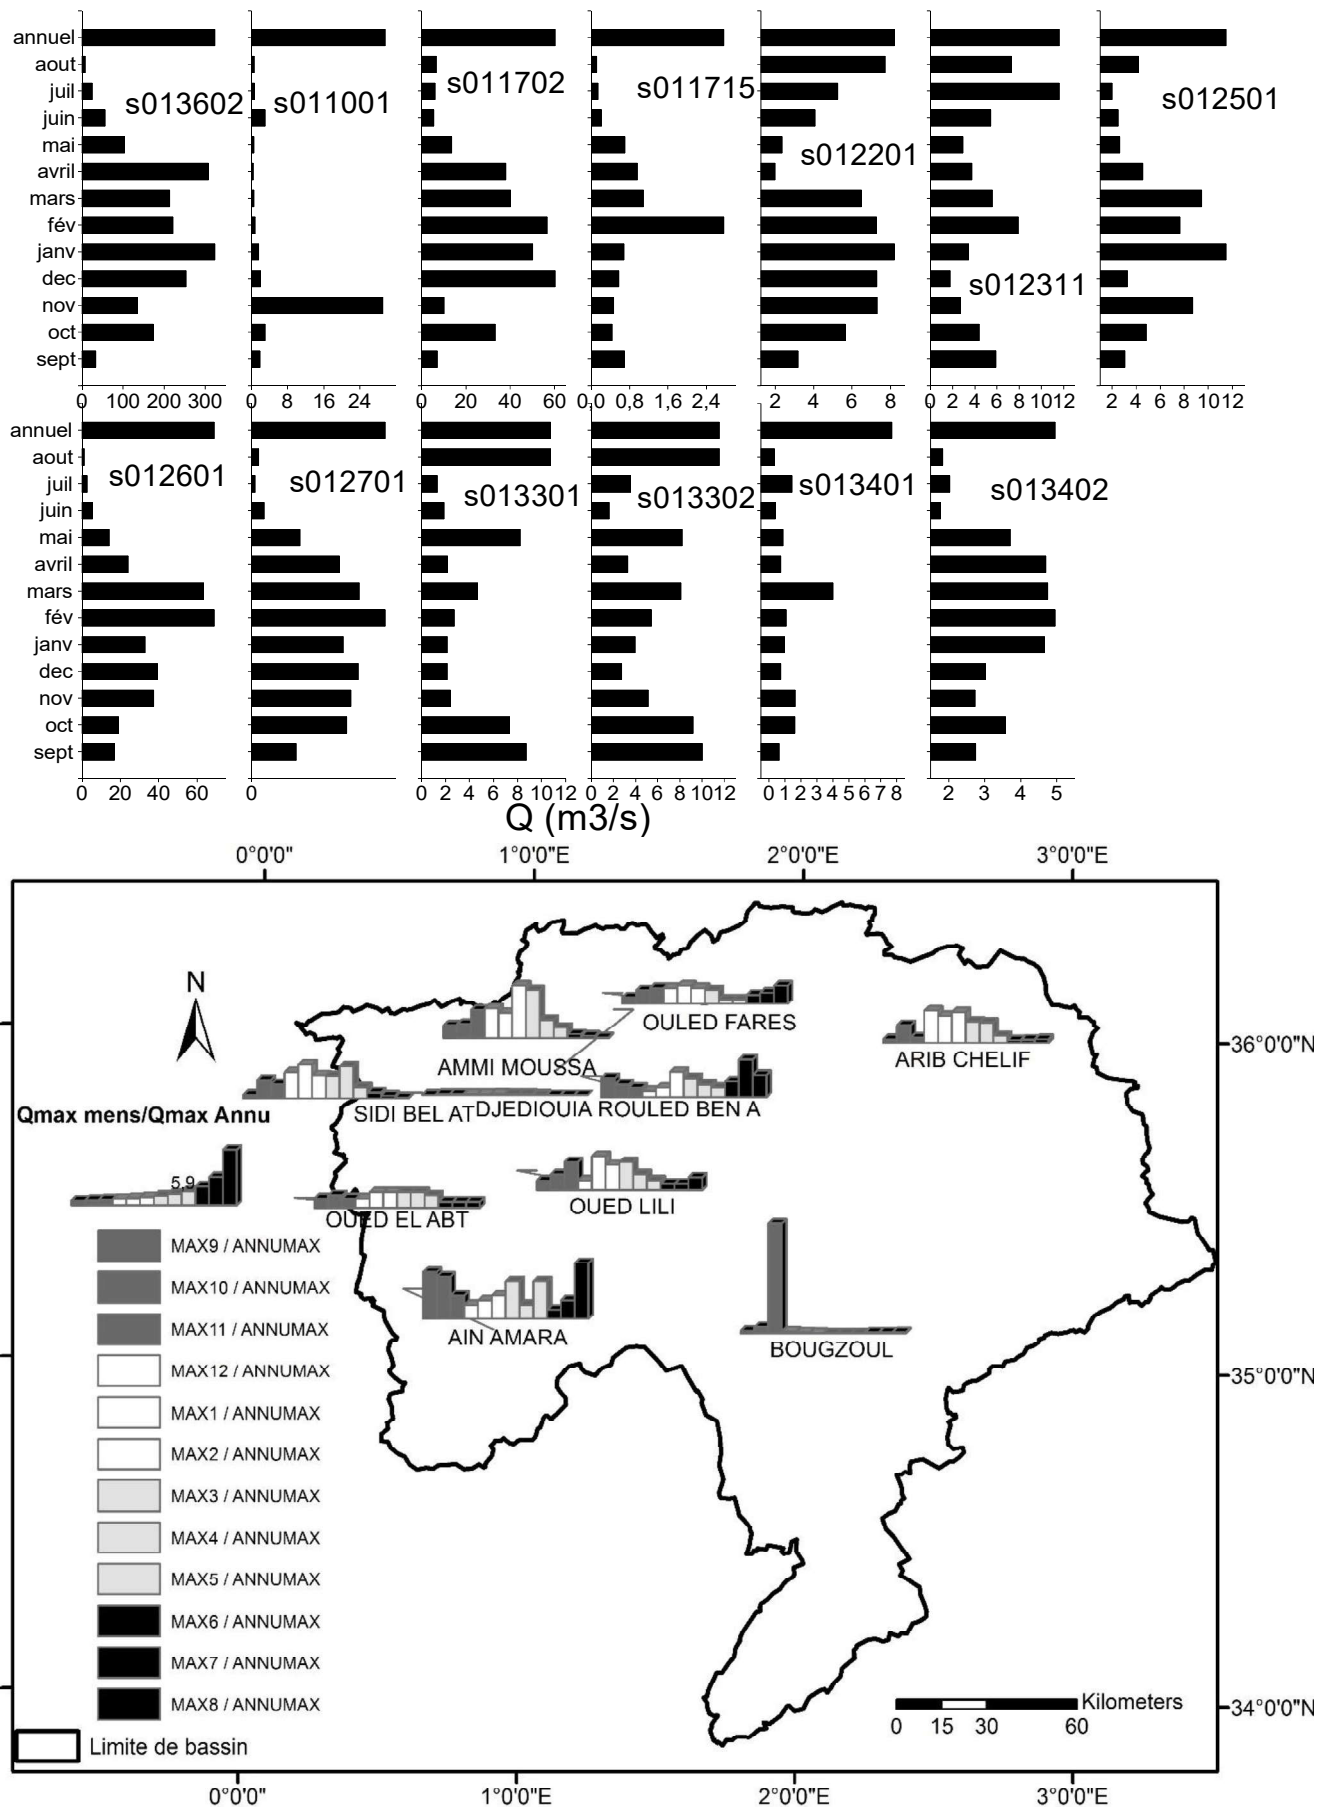 annuel
aout
juil
juin
mai
avril
mars
fév
janv
dec
nov
oct
sept
s013602
s011001
s011702
s011715
s012201
s012311
s012501
0 100 200 300
0 8 16 24
0 20 40 60
0,0 0,8 1,6 2,4
2 4 6 8
0 2 4 6 8 10 12
2 4 6 8 10 12
annuel
aout
juil
juin
mai
avril
mars
fév
janv
dec
nov
oct
sept
s012601
s012701
s013301
s013302
s013401
s013402
0 20 40 60
0
0 2 4 6 8 10 12
0 2 4 6 8 10 12
0 1 2 3 4 5 6 7 8
2 3 4 5
Q (m3/s)
0°0'0" 1°0'0"E 2°0'0"E 3°0'0"E
N
OULED FARES
AMMI MOUSSA
ARIB CHELIF
36°0'0"N
SIDI BEL AT DJEDIOUIA ROULED BEN A
Qmax mens/Qmax Annu
5,9
OUED EL ABT
OUED LILI
AIN AMARA
BOUGZOUL
35°0'0"N
MAX9 / ANNUMAX
MAX10 / ANNUMAX
MAX11 / ANNUMAX
MAX12 / ANNUMAX
MAX1 / ANNUMAX
MAX2 / ANNUMAX
MAX3 / ANNUMAX
MAX4 / ANNUMAX
MAX5 / ANNUMAX
MAX6 / ANNUMAX
MAX7 / ANNUMAX
MAX8 / ANNUMAX
Limite de bassin
Kilometers
0 15 30 60
34°0'0"N
0°0'0" 1°0'0"E 2°0'0"E 3°0'0"E